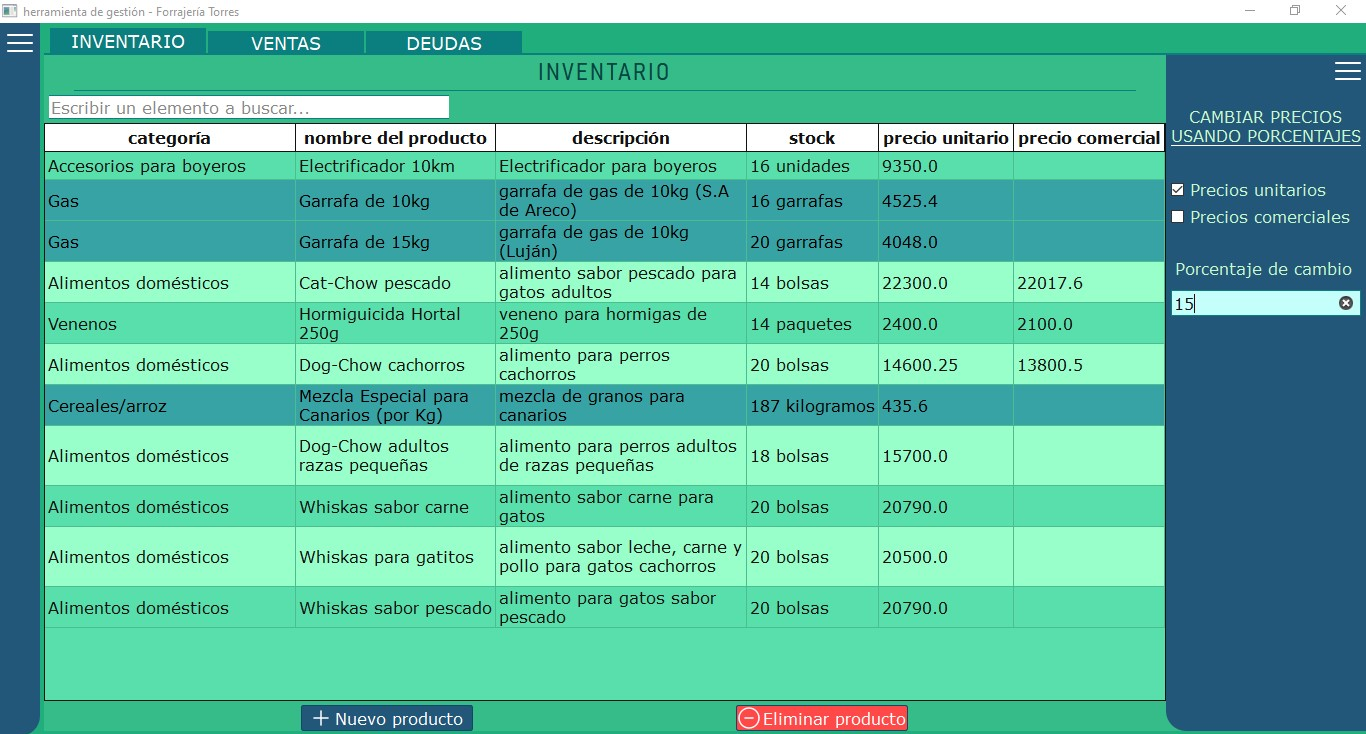 herramienta de gestión - Forrajería Torres
INVENTARIO
VENTAS
DEUDAS
INVENTARIO
Escribir un elemento a buscar...
categoría nombre del producto descripción stock precio unitario precio comercial
Accesorios para boyeros Electrificador 10km Electrificador para boyeros 16 unidades 9350.0
Gas Garrafa de 10kg garrafa de gas de 10kg (S.A
de Areco) 16 garrafas 4525.4
Gas Garrafa de 15kg garrafa de gas de 10kg
(Luján) 20 garrafas 4048.0
Alimentos domésticos Cat-Chow pescado alimento sabor pescado para
gatos adultos 14 bolsas 22300.0 22017.6
Venenos Hormiguicida Hortal
250g veneno para hormigas de
250g 14 paquetes 2400.0 2100.0
Alimentos domésticos Dog-Chow cachorros alimento para perros
cachorros 20 bolsas 14600.25 13800.5
Cereales/arroz Mezcla Especial para
Canarios (por Kg) mezcla de granos para
canarios 187 kilogramos 435.6
Alimentos domésticos Dog-Chow adultos
razas pequeñas alimento para perros adultos
de razas pequeñas 18 bolsas 15700.0
Alimentos domésticos Whiskas sabor carne alimento sabor carne para
gatos 20 bolsas 20790.0
Alimentos domésticos Whiskas para gatitos alimento sabor leche, carne y
pollo para gatos cachorros 20 bolsas 20500.0
Alimentos domésticos Whiskas sabor pescado alimento para gatos sabor
pescado 20 bolsas 20790.0
Nuevo producto
Eliminar producto
CAMBIAR PRECIOS
USANDO PORCENTAJES
Precios unitarios
Precios comerciales
Porcentaje de cambio
15